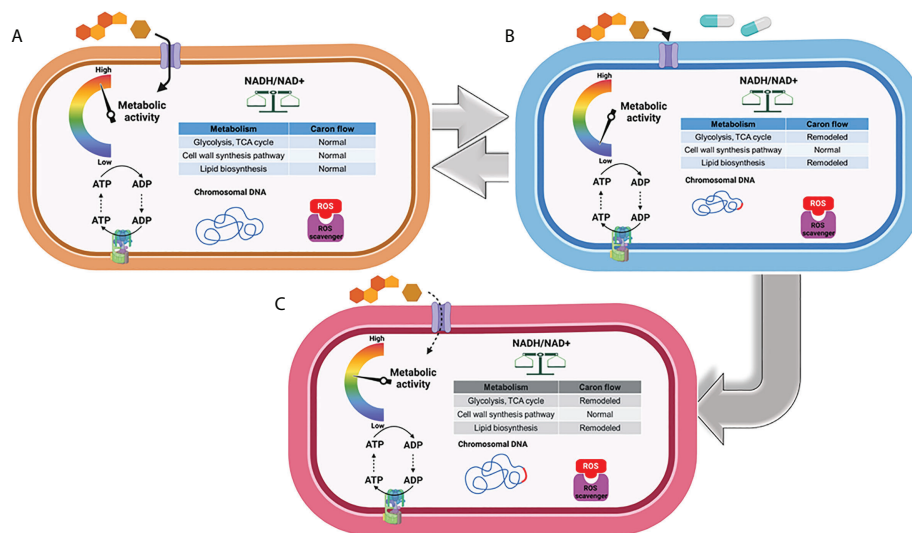 A
High
Low
Metabolic
activity
NADH/NAD+
Metabolism Caron flow
Glycolysis, TCA cycle Normal
Cell wall synthesis pathway Normal
Lipid biosynthesis Normal
ATP ADP
ATP ADP
Chromosomal DNA
ROS
ROS
scavenger
B
High
Low
Metabolic
activity
NADH/NAD+
Metabolism Caron flow
Glycolysis, TCA cycle Remodeled
Cell wall synthesis pathway Normal
Lipid biosynthesis Remodeled
ATP ADP
ATP ADP
Chromosomal DNA
ROS
ROS
scavenger
C
High
Low
Metabolic
activity
NADH/NAD+
Metabolism Caron flow
Glycolysis, TCA cycle Remodeled
Cell wall synthesis pathway Normal
Lipid biosynthesis Remodeled
ATP ADP
ATP ADP
Chromosomal DNA
ROS
ROS
scavenger